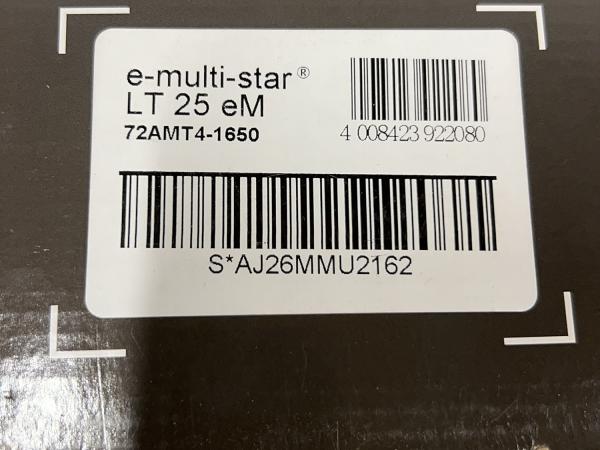 e-multi-star®
LT 25 eM
72AMT4-1650
4 008423 922080
S*AJ26MMU2162